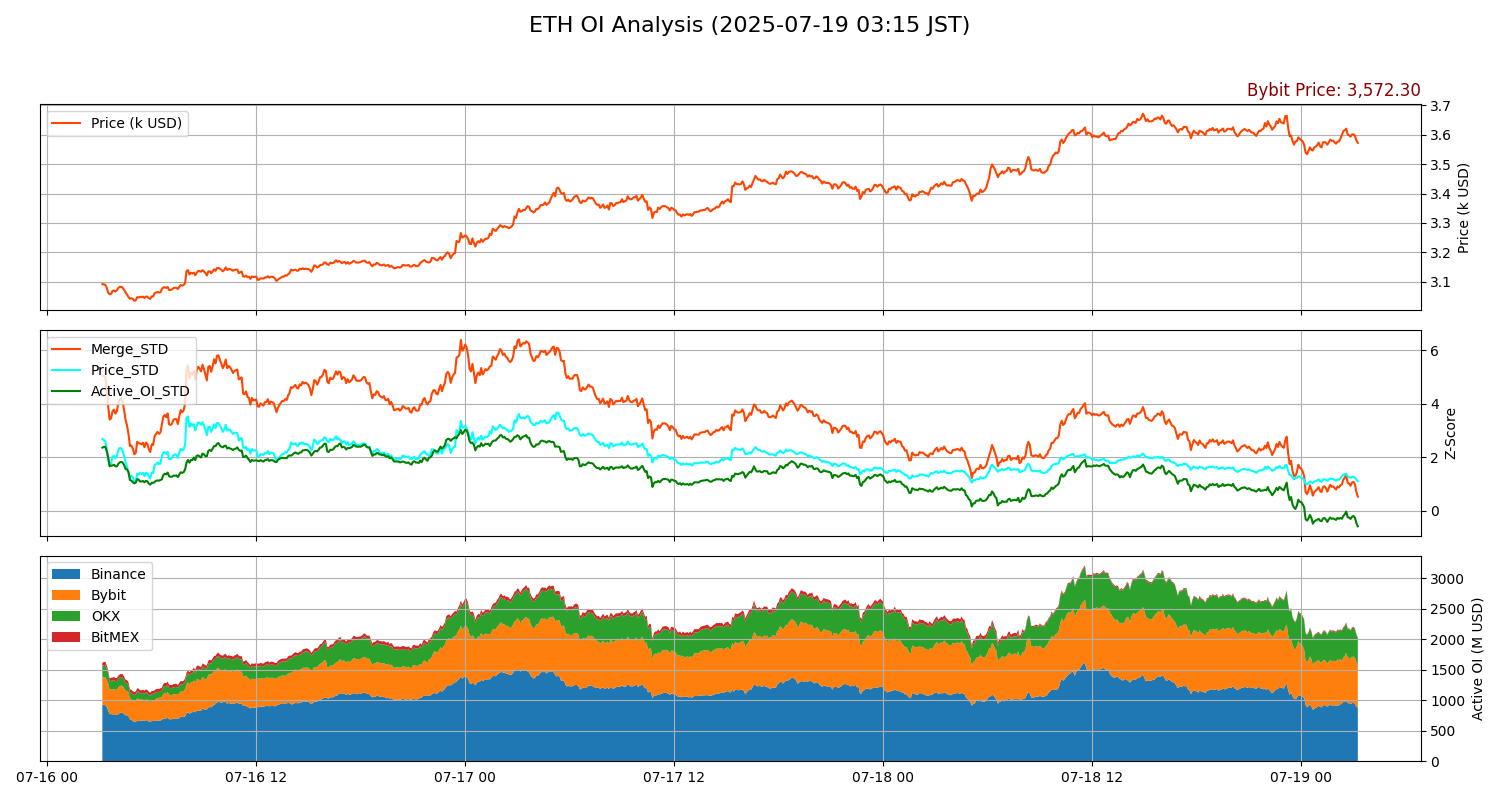 ETH OI Analysis (2025-07-19 03:15 JST)
Bybit Price: 3,572.30
Price (k USD)
3.7
3.6
3.5
3.4
3.3
3.2
3.1
Price (k USD)
Merge_STD
Price_STD
Active_OI_STD
6
4
2
0
Z-Score
Binance
Bybit
OKX
BitMEX
3000
2500
2000
1500
1000
500
0
Active OI (M USD)
07-16 00
07-16 12
07-17 00
07-17 12
07-18 00
07-18 12
07-19 00